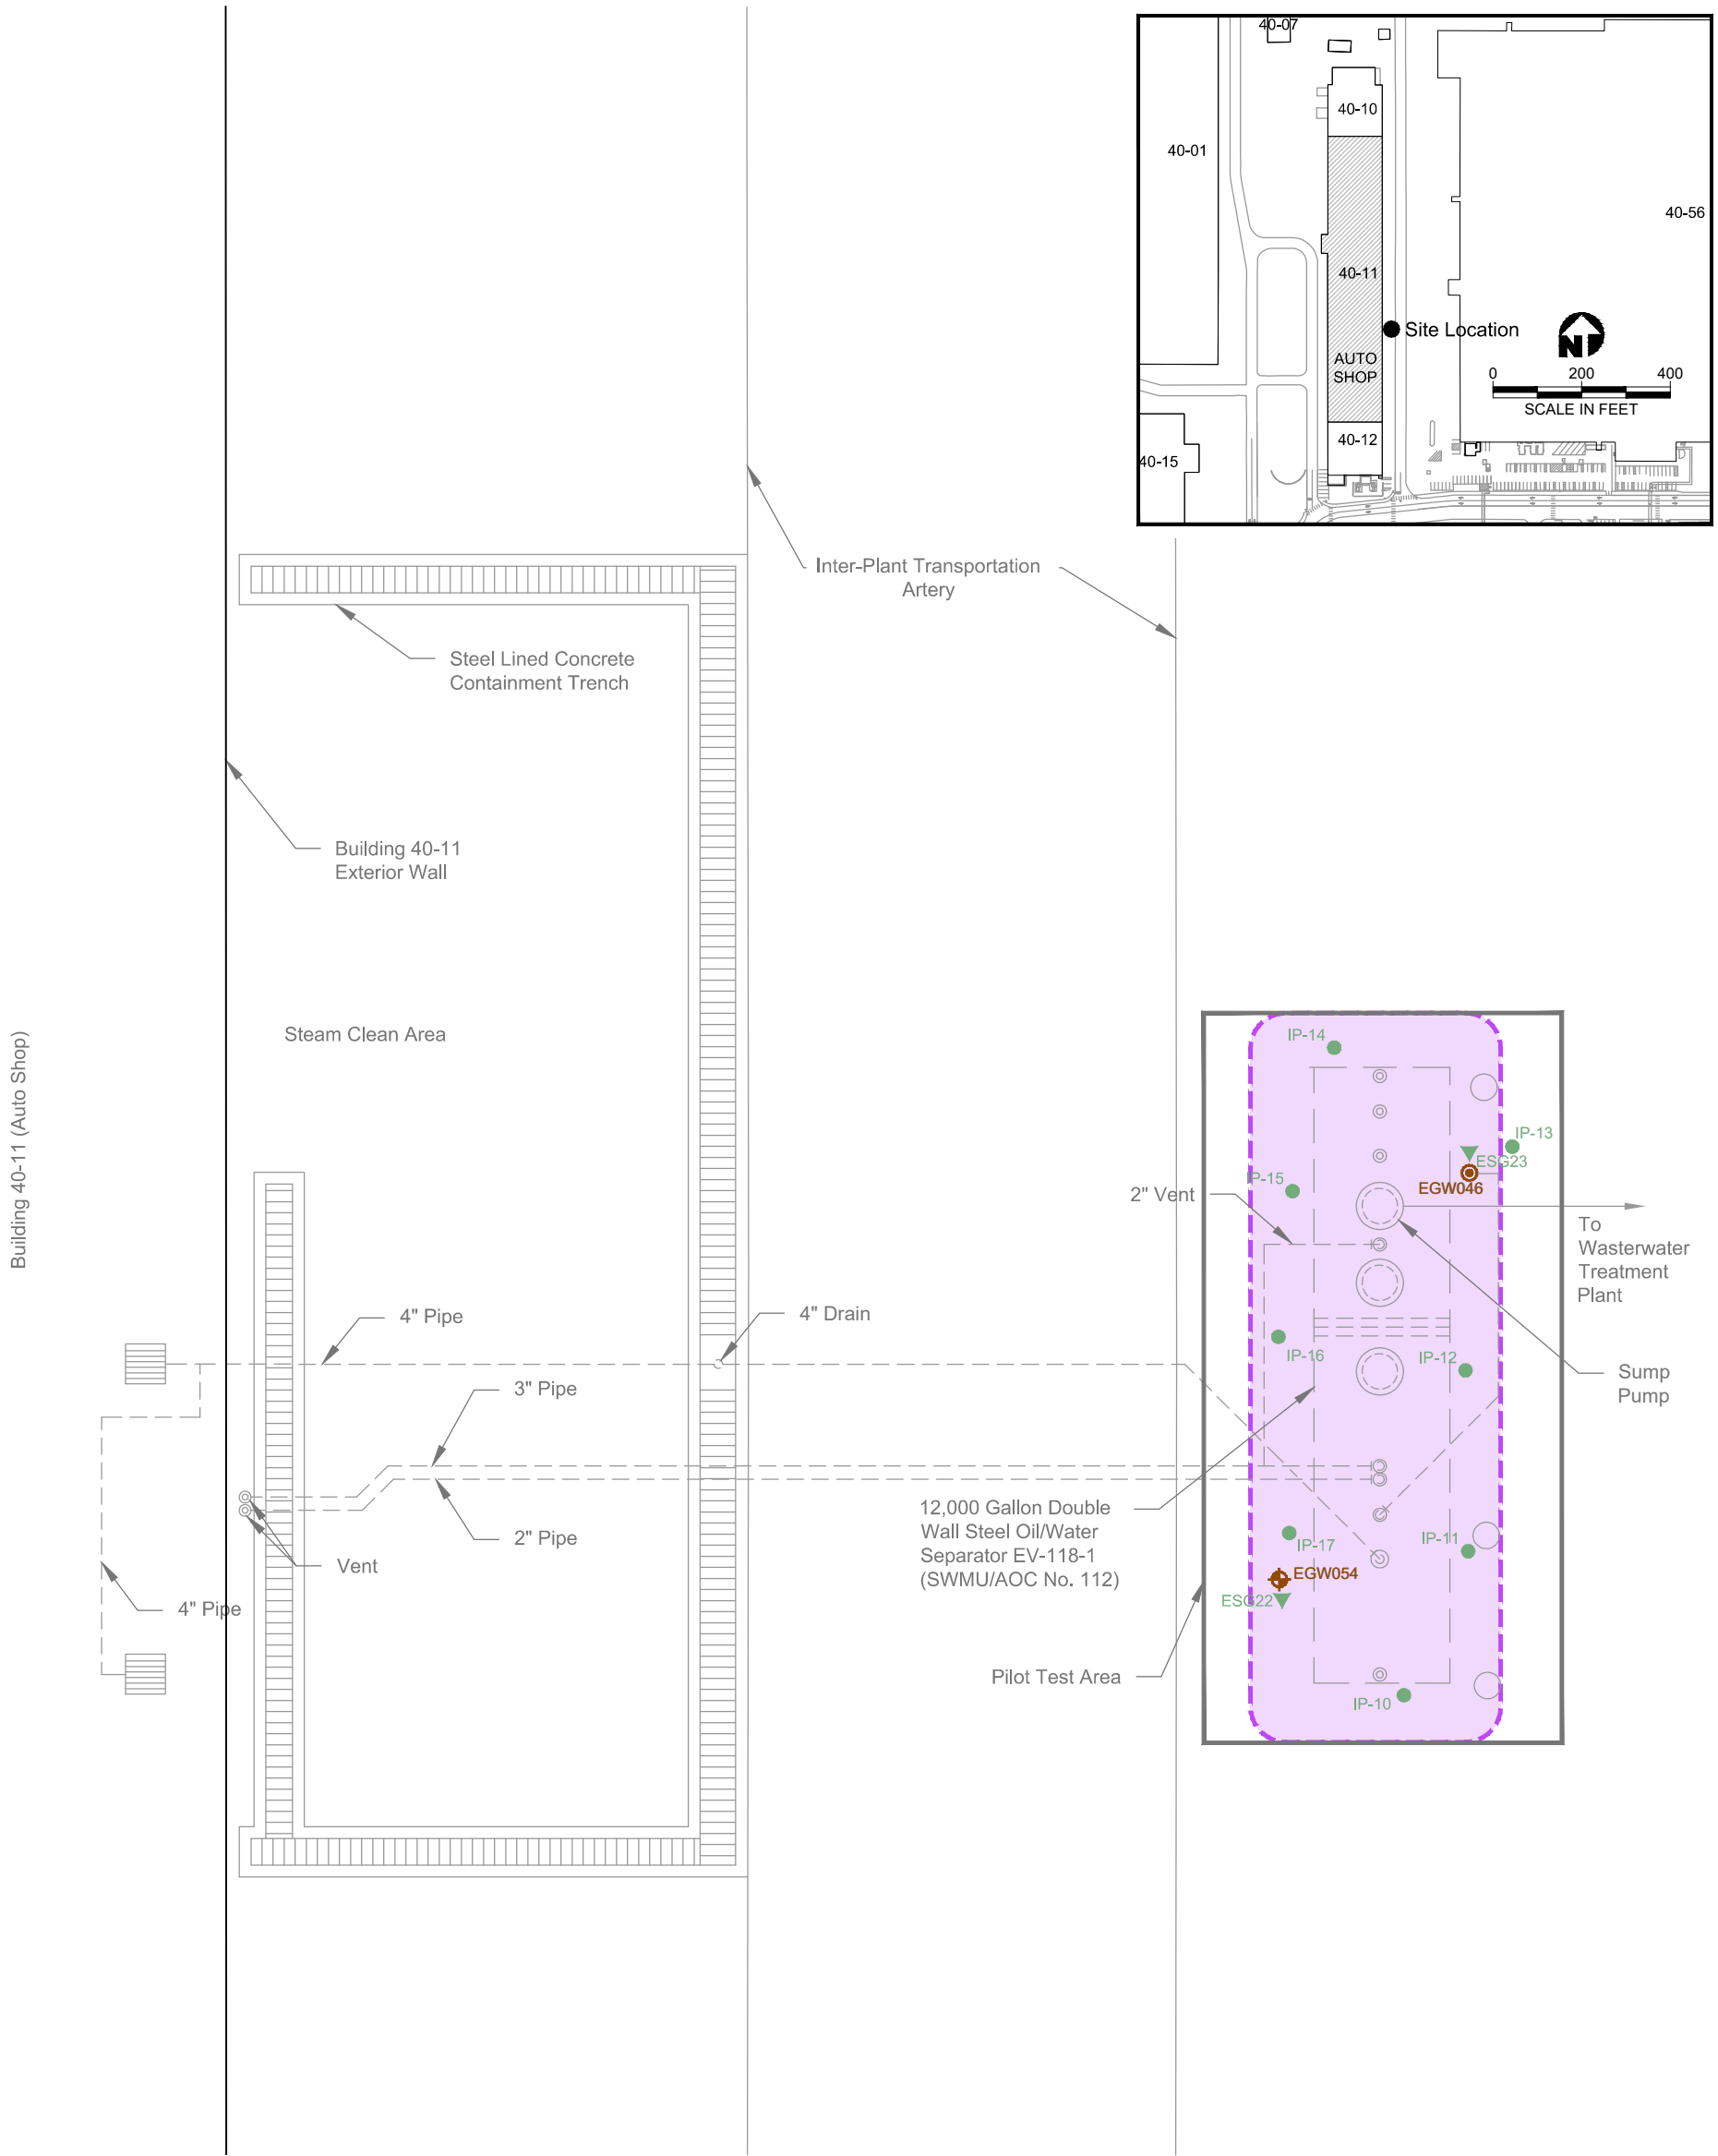 40-07
40-10
40-01
40-56
40-11
Site Location
N
AUTO
SHOP
0 200 400
SCALE IN FEET
40-12
40-15
Inter-Plant Transportation
Artery
Steel Lined Concrete
Containment Trench
Building 40-11
Exterior Wall
Steam Clean Area
Building 40-11 (Auto Shop)
IP-14
IP-13
ESG23
IP-15
EGW046
2" Vent
To
Wasterwater
Treatment
Plant
4" Pipe
4" Drain
IP-16
IP-12
Sump
Pump
3" Pipe
12,000 Gallon Double
Wall Steel Oil/Water
Separator EV-118-1
(SWMU/AOC No. 112)
2" Pipe
IP-17
IP-11
Vent
EGW054
ESG22
4" Pipe
Pilot Test Area
IP-10